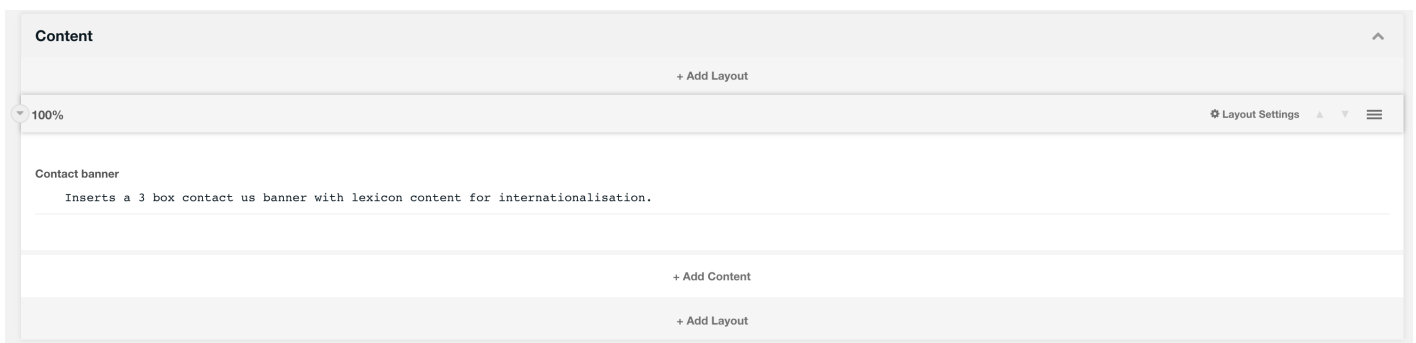 Content
+ Add Layout
100%
Layout Settings
Contact banner
Inserts a 3 box contact us banner with lexicon content for internationalisation.
+ Add Content
+ Add Layout